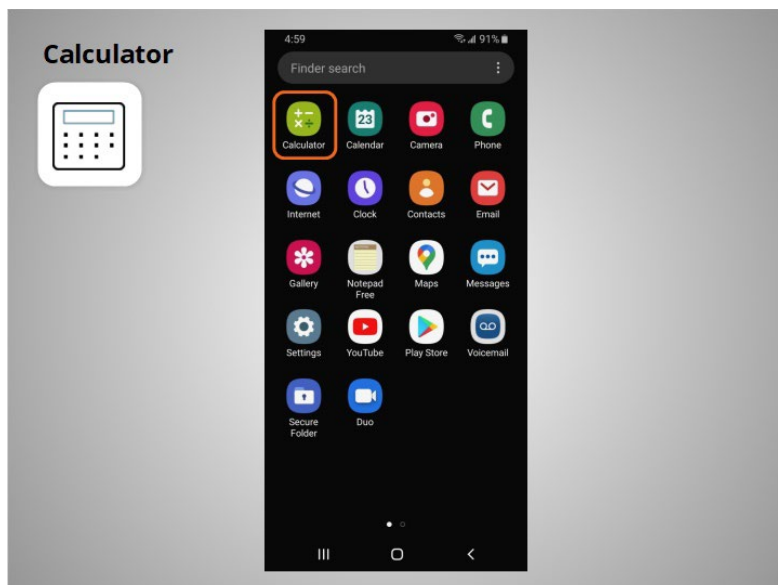 Calculator
4:59
91%
Finder search
23
Calculator
Calendar
Camera
Phone
Internet
Clock
Contacts
Email
Gallery
Notepad
Free
Maps
Messages
Settings
YouTube
Play Store
Voicemail
Secure
Folder
Duo